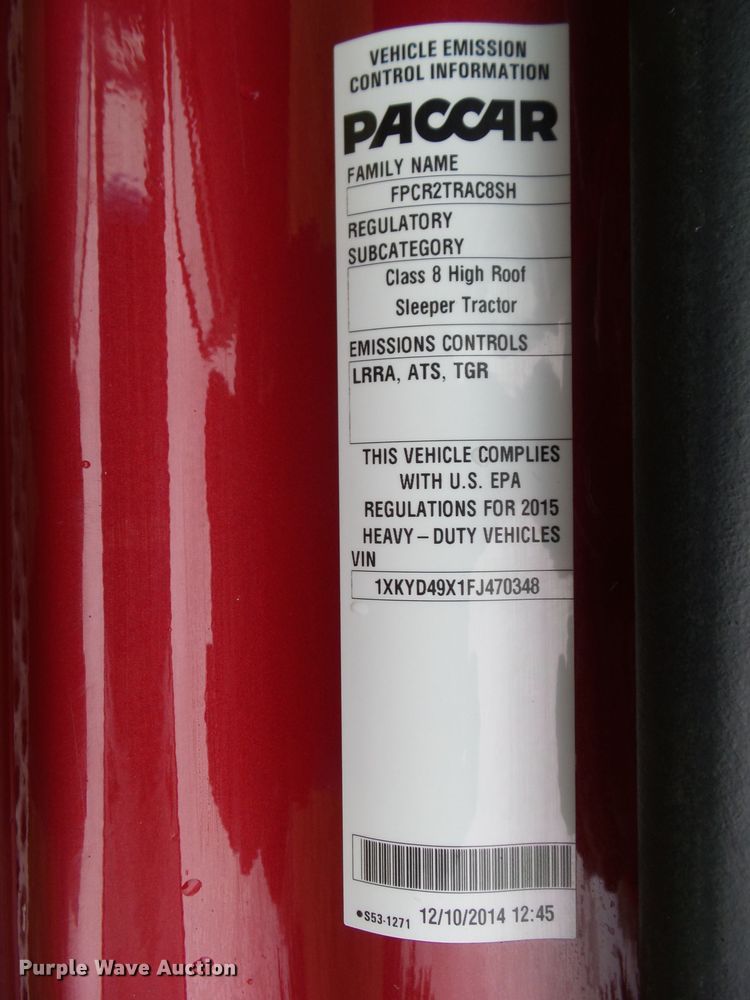 VEHICLE EMISSION
CONTROL INFORMATION
PACCAR
FAMILY NAME
FPCR2TRAC8SH
REGULATORY
SUBCATEGORY
Class 8 High Roof
Sleeper Tractor
EMISSIONS CONTROLS
LRRA, ATS, TGR
THIS VEHICLE COMPLIES
WITH U.S. EPA
REGULATIONS FOR 2015
HEAVY-DUTY VEHICLES
VIN
1XKYD49X1FJ470348
●S53-1271 12/10/2014 12:45
Purple Wave Auction